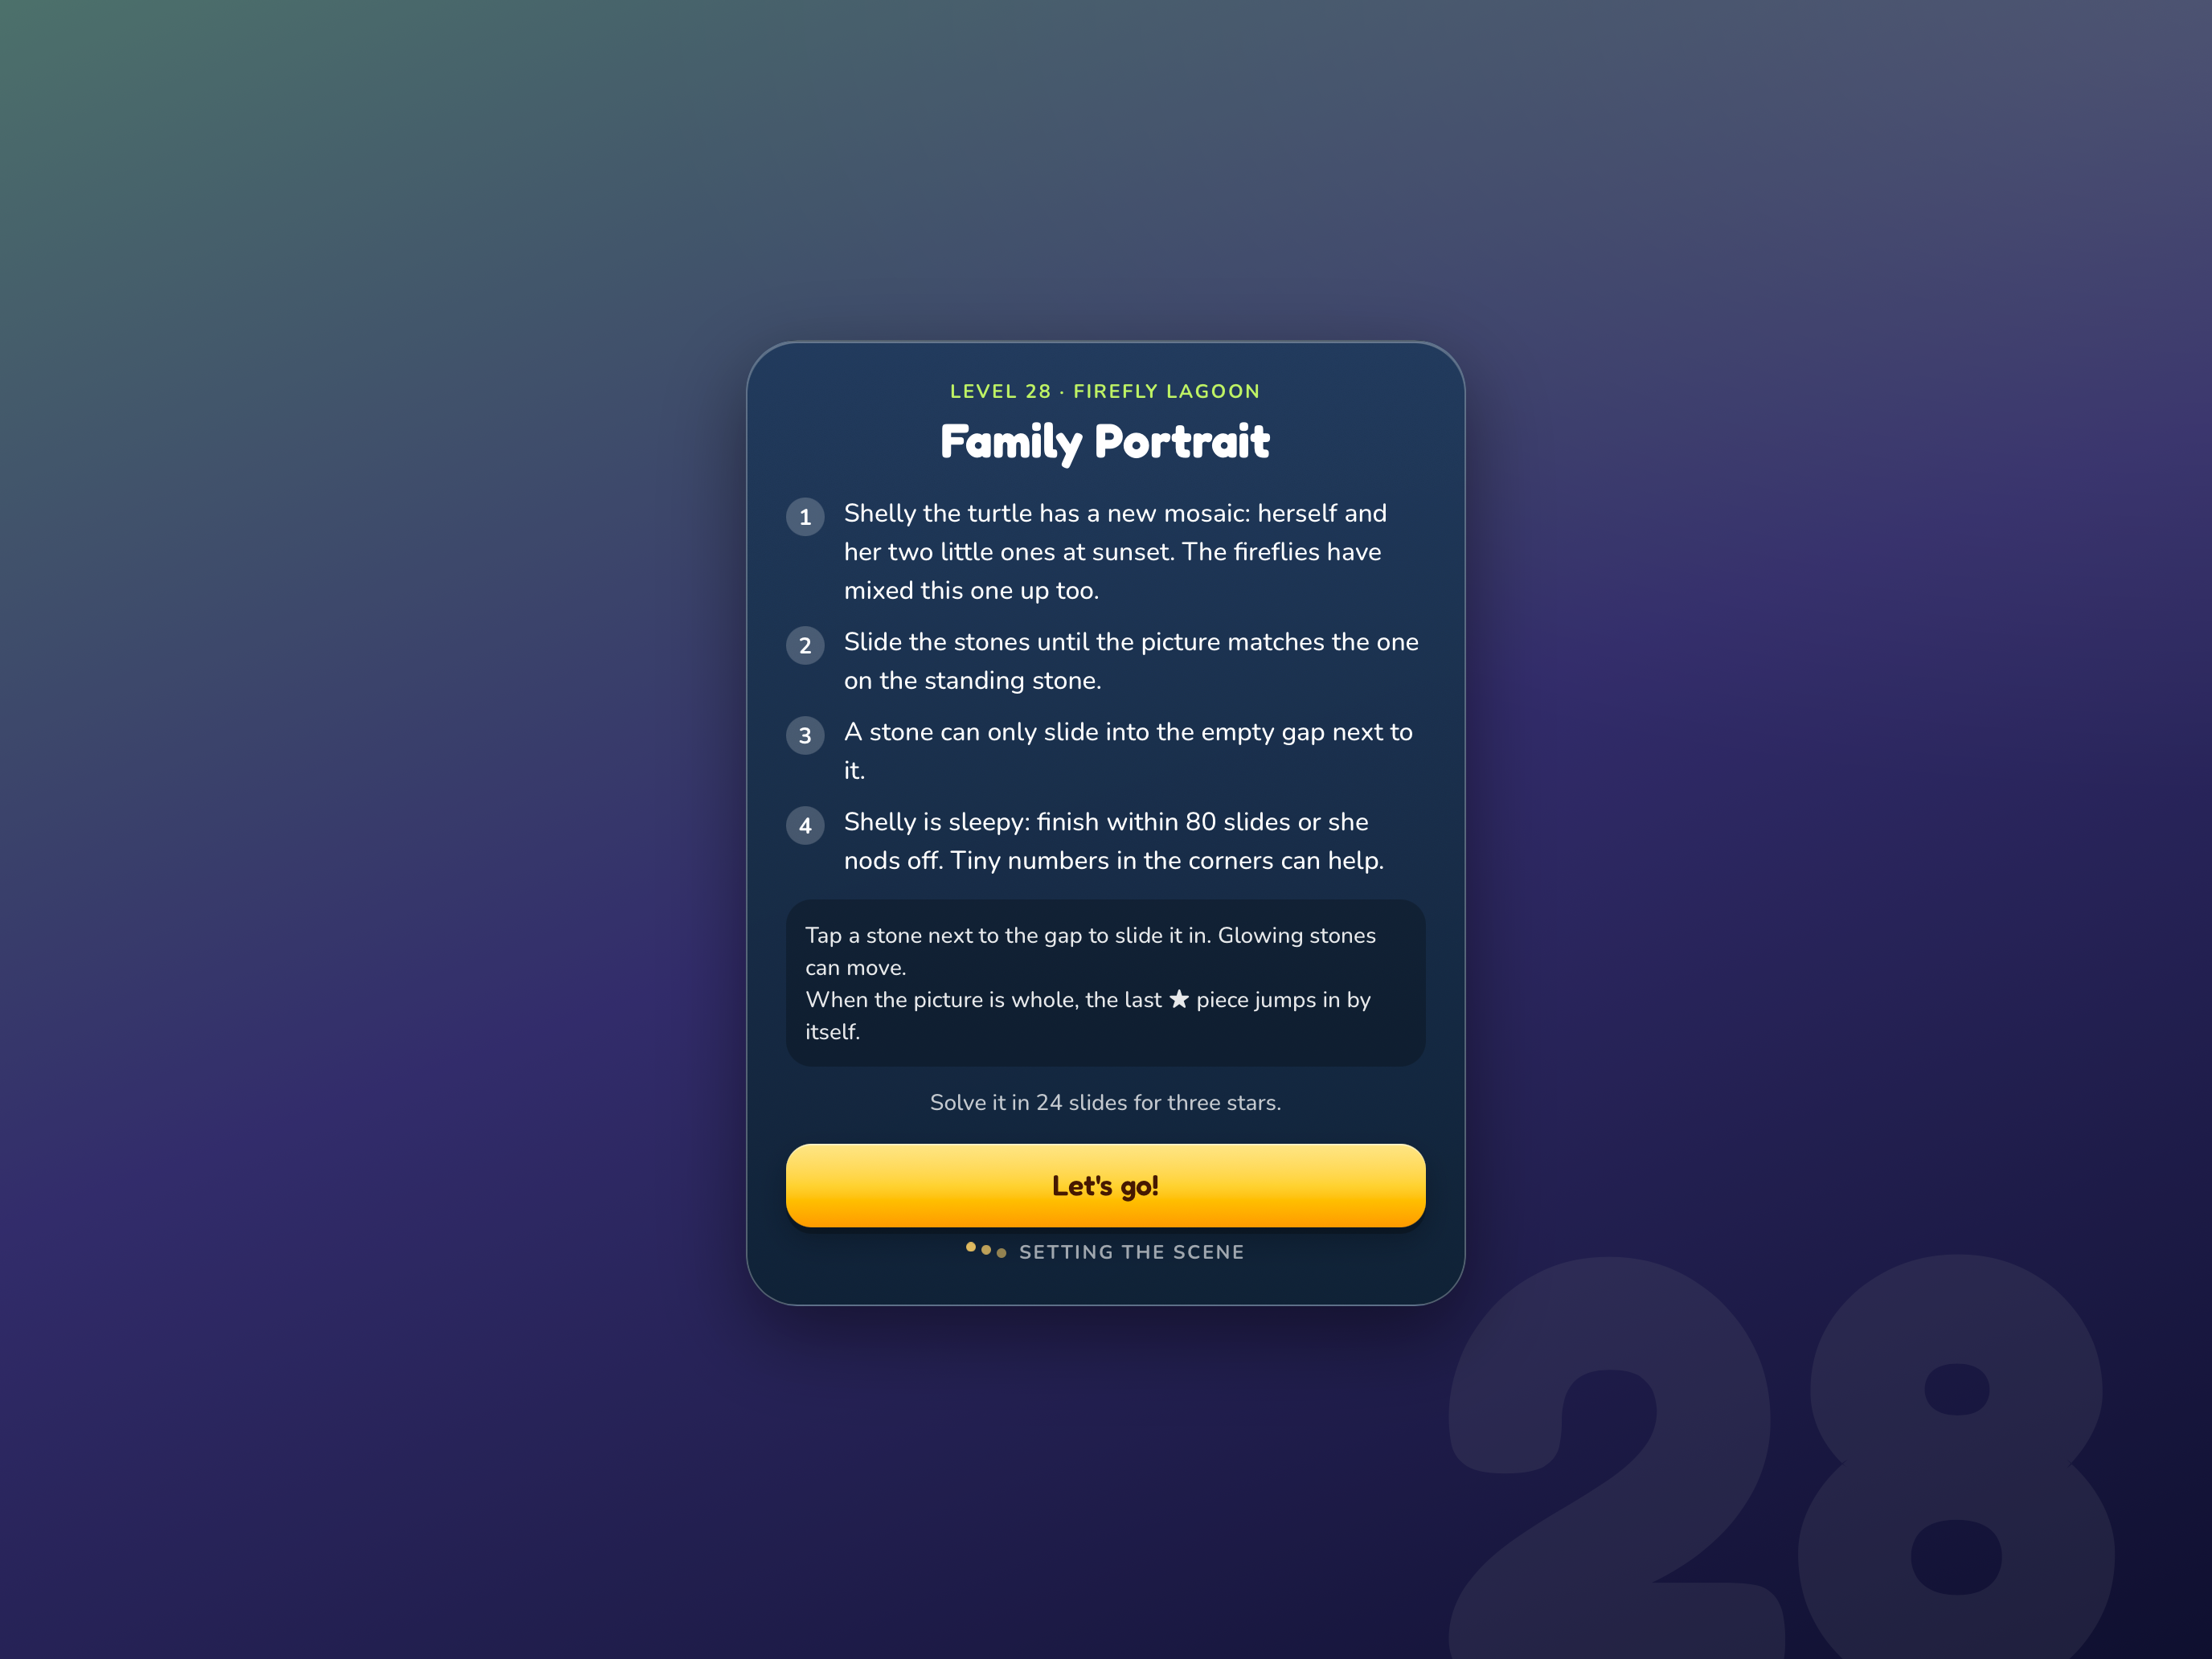 LEVEL 28 · FIREFLY LAGOON
Family Portrait
1 Shelly the turtle has a new mosaic: herself and
her two little ones at sunset. The fireflies have
mixed this one up too.
2 Slide the stones until the picture matches the one
on the standing stone.
3 A stone can only slide into the empty gap next to
it.
4 Shelly is sleepy: finish within 80 slides or she
nods off. Tiny numbers in the corners can help.
Tap a stone next to the gap to slide it in. Glowing stones
can move.
When the picture is whole, the last ★ piece jumps in by
itself.
Solve it in 24 slides for three stars.
Let's go!
SETTING THE SCENE
28